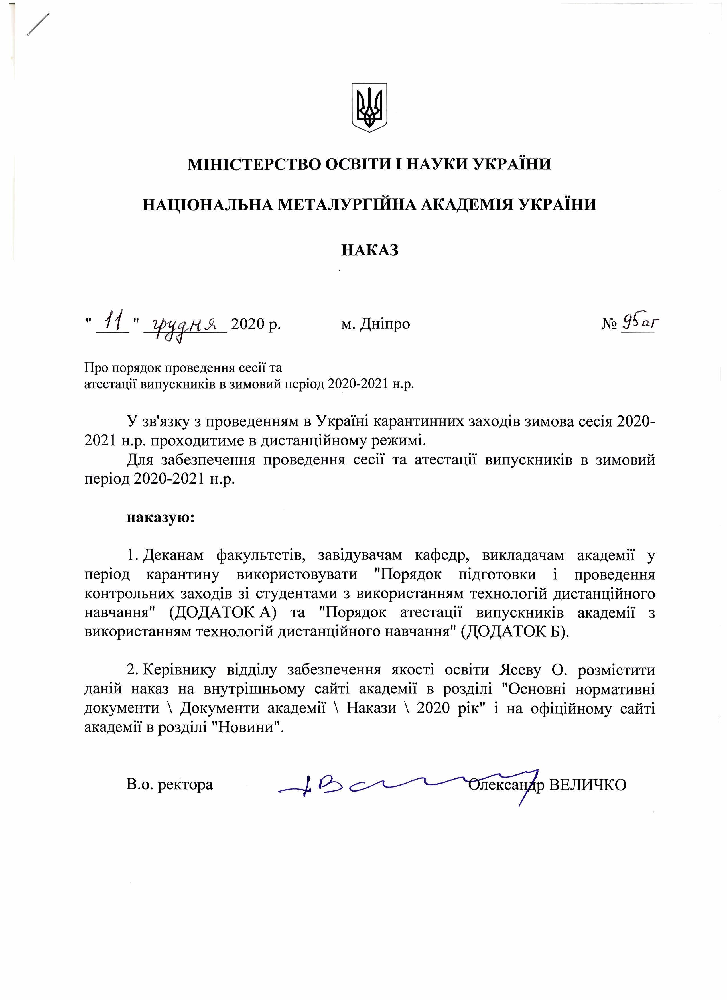 МІНІСТЕРСТВО ОСВІТИ І НАУКИ УКРАЇНИ
НАЦІОНАЛЬНА МЕТАЛУРГІЙНА АКАДЕМІЯ УКРАЇНИ
НАКАЗ
" 11 " грудня 2020 р. м. Дніпро № 95аг
Про порядок проведення сесії та
атестації випускників в зимовий період 2020-2021 н.р.
У зв'язку з проведенням в Україні карантинних заходів зимова сесія 2020-
2021 н.р. проходитиме в дистанційному режимі.
Для забезпечення проведення сесії та атестації випускників в зимовий
період 2020-2021 н.р.
наказую:
1. Деканам факультетів, завідувачам кафедр, викладачам академії у
період карантину використовувати "Порядок підготовки і проведення
контрольних заходів зі студентами з використанням технологій дистанційного
навчання" (ДОДАТОК А) та "Порядок атестації випускників академії з
використанням технологій дистанційного навчання" (ДОДАТОК Б).
2. Керівнику відділу забезпечення якості освіти Ясеву О. розмістити
даній наказ на внутрішньому сайті академії в розділі "Основні нормативні
документи \ Документи академії \ Накази \ 2020 рік" і на офіційному сайті
академії в розділі "Новини".
В.о. ректора Олександр ВЕЛИЧКО